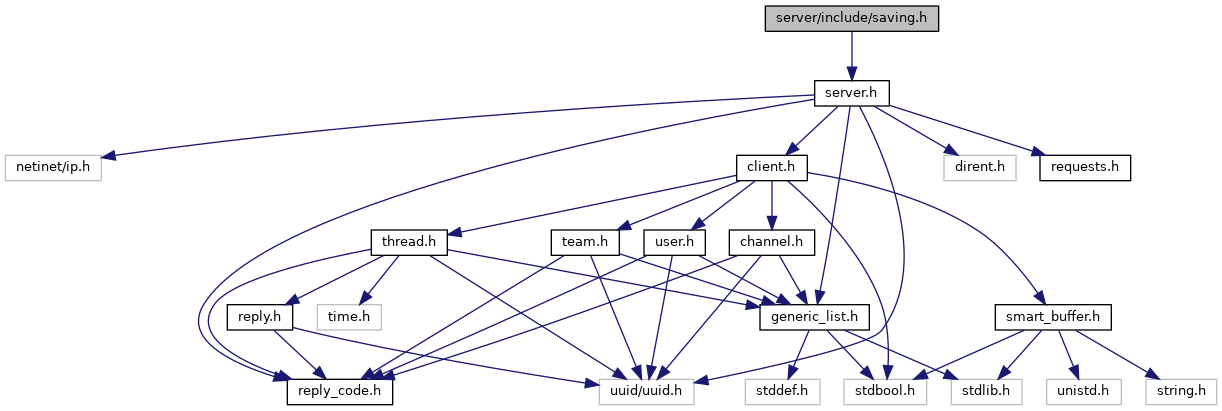 server/include/saving.h
server.h
netinet/ip.h
client.h
dirent.h
requests.h
thread.h
team.h
user.h
channel.h
reply.h
time.h
generic_list.h
smart_buffer.h
reply_code.h
uuid/uuid.h
stddef.h
stdbool.h
stdlib.h
unistd.h
string.h